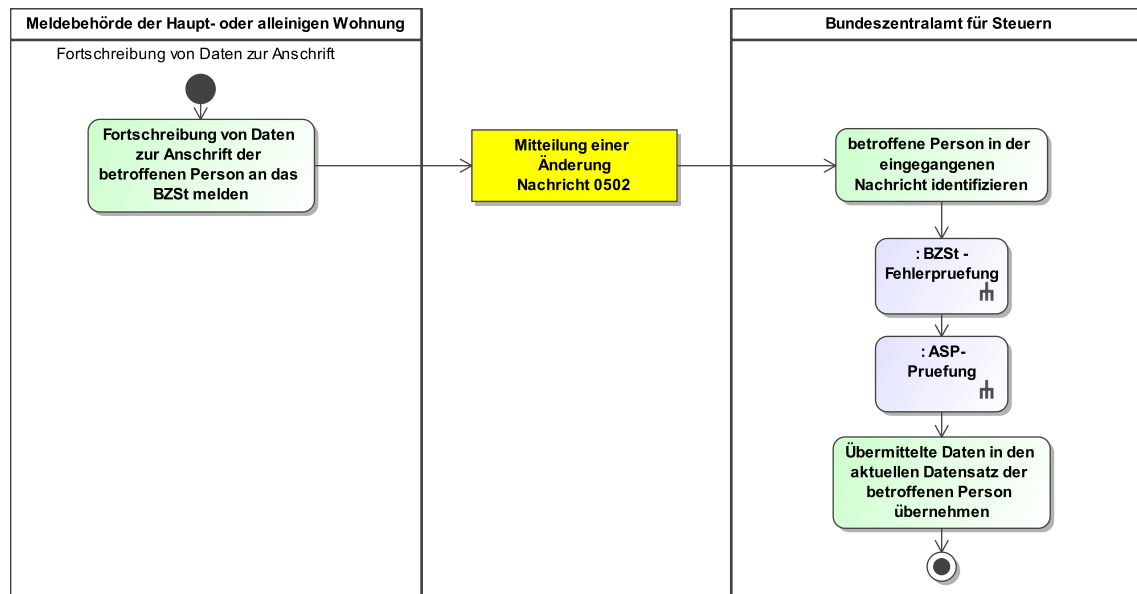 Meldebehörde der Haupt- oder alleinigen Wohnung
Bundeszentralamt für Steuern
Fortschreibung von Daten zur Anschrift
Fortschreibung von Daten
zur Anschrift der
betroffenen Person an das
BZSt melden
Mitteilung einer
Änderung
Nachricht 0502
betroffene Person in der
eingegangenen
Nachricht identifizieren
: BZSt -
Fehlerpruefung
: ASP-
Pruefung
Übermittelte Daten in den
aktuellen Datensatz der
betroffenen Person
übernehmen